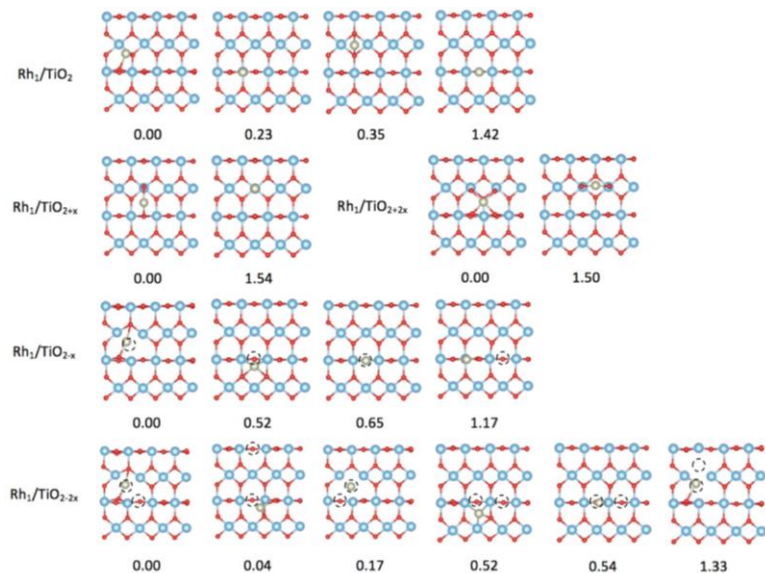 Rh₁/TiO₂
0.00 0.23 0.35 1.42
Rh₁/TiO₂₊ₓ Rh₁/TiO₂₊₂ₓ
0.00 1.54 0.00 1.50
Rh₁/TiO₂₋ₓ
0.00 0.52 0.65 1.17
Rh₁/TiO₂₋₂ₓ
0.00 0.04 0.17 0.52 0.54 1.33